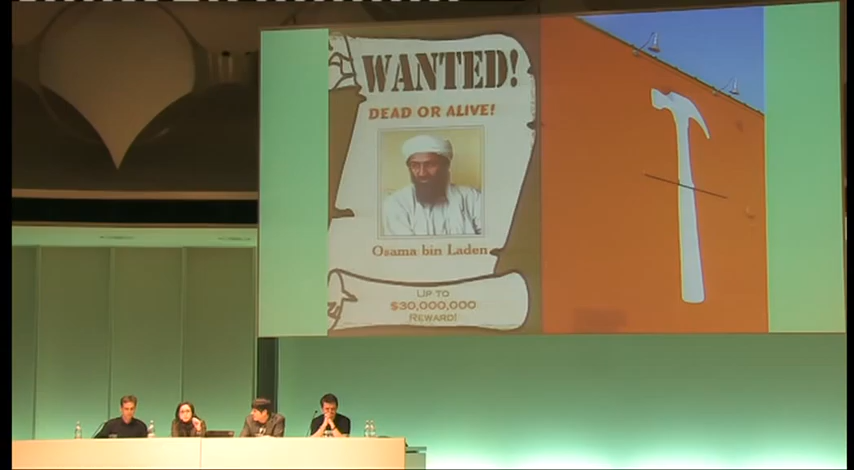 WANTED!
DEAD OR ALIVE!
Osama bin Laden
UP TO
$30,000,000
REWARD!